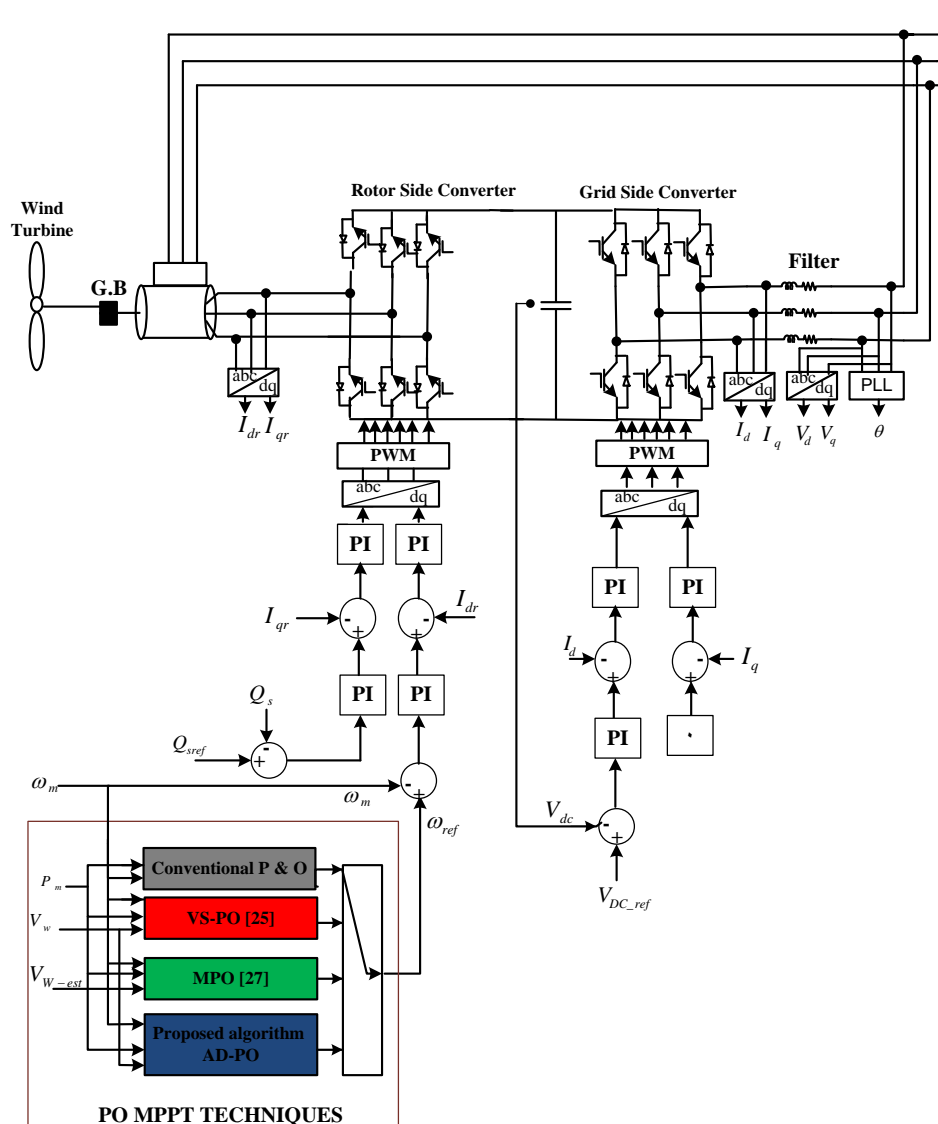 Rotor Side Converter
Grid Side Converter
Wind
Turbine
G.B
Filter
abc
dq
abc
dq
abc
dq
PLL
I_dr I_qr
I_d I_q V_d V_q θ
PWM
PWM
abc
dq
abc
dq
PI
PI
PI
PI
I_qr
-
+
-
+
I_dr
I_d
-
+
-
+
I_q
PI
PI
PI
Q_s
Q_sref
-
+
ω_m
ω_m
-
+
ω_ref
V_dc
-
+
V_DC_ref
P_m
V_w
V_W-est
Conventional P & O
VS-PO [25]
MPO [27]
Proposed algorithm
AD-PO
PO MPPT TECHNIQUES